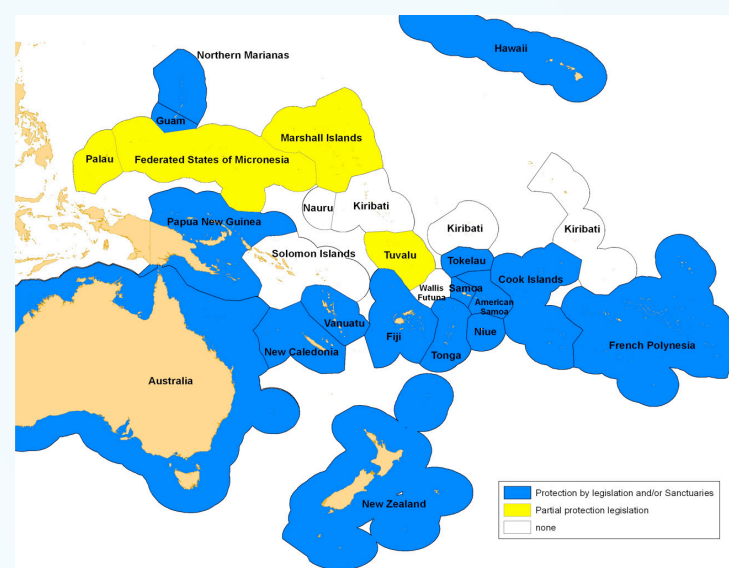 Hawaii
Northern Marianas
Guam
Marshall Islands
Palau
Federated States of Micronesia
Nauru
Kiribati
Papua New Guinea
Kiribati
Kiribati
Solomon Islands
Tuvalu
Tokelau
Cook Islands
Wallis
Futuna
Samoa
American
Samoa
Vanuatu
Fiji
Niue
French Polynesia
New Caledonia
Tonga
Australia
New Zealand
Protection by legislation and/or Sanctuaries
Partial protection legislation
none